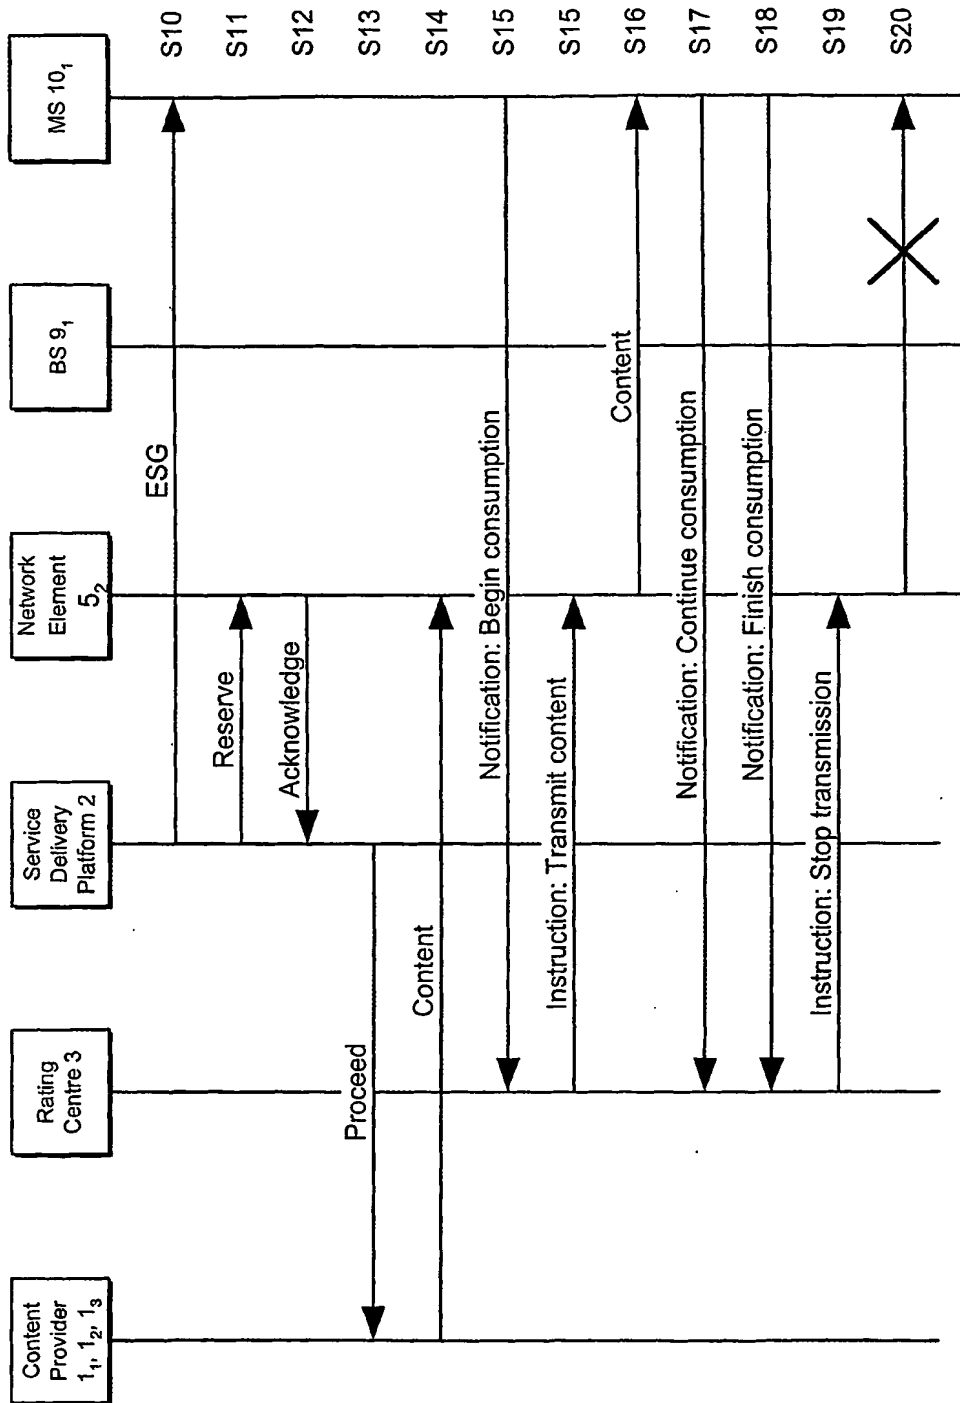 Content
Provider
1₁, 1₂, 1₃
Rating
Centre 3
Service
Delivery
Platform 2
Network
Element
5₂
BS 9₁
MS 10₁
ESG
S10
Reserve
S11
Acknowledge
S12
Proceed
S13
Content
S14
Notification: Begin consumption
S15
Instruction: Transmit content
S15
Content
S16
Notification: Continue consumption
S17
Notification: Finish consumption
S18
Instruction: Stop transmission
S19
S20